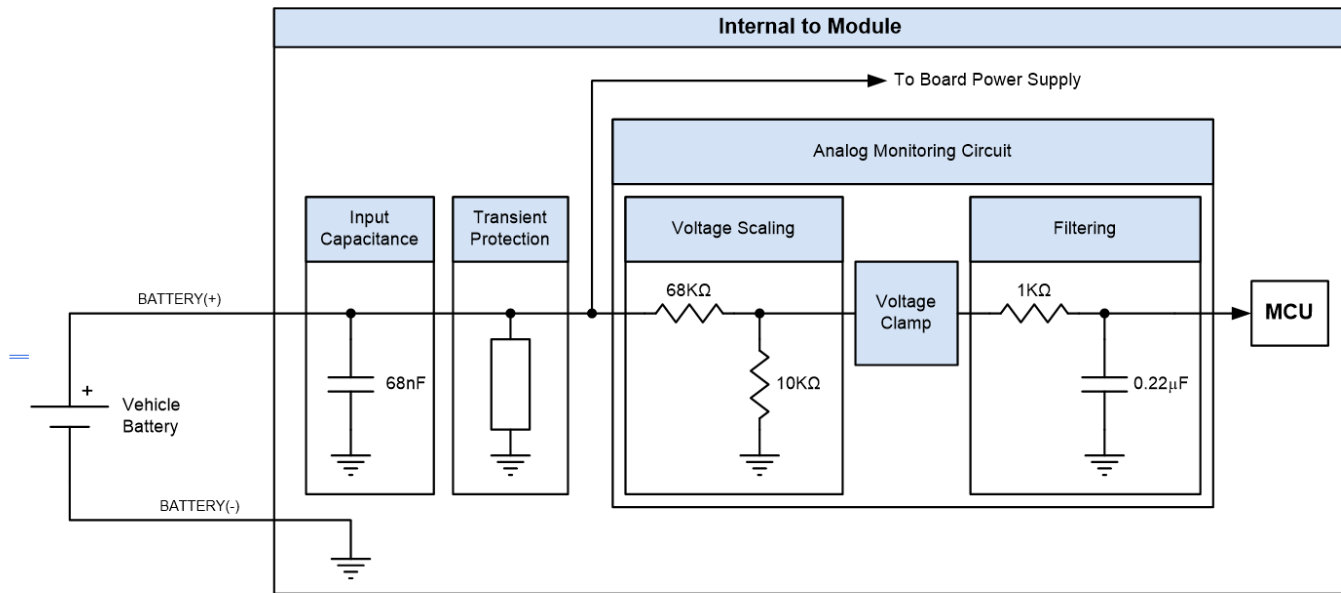 Internal to Module
To Board Power Supply
Analog Monitoring Circuit
Input
Capacitance
Transient
Protection
Voltage Scaling
Filtering
BATTERY(+)
68KΩ
Voltage
Clamp
1KΩ
MCU
+
Vehicle
Battery
68nF
10KΩ
0.22μF
BATTERY(-)